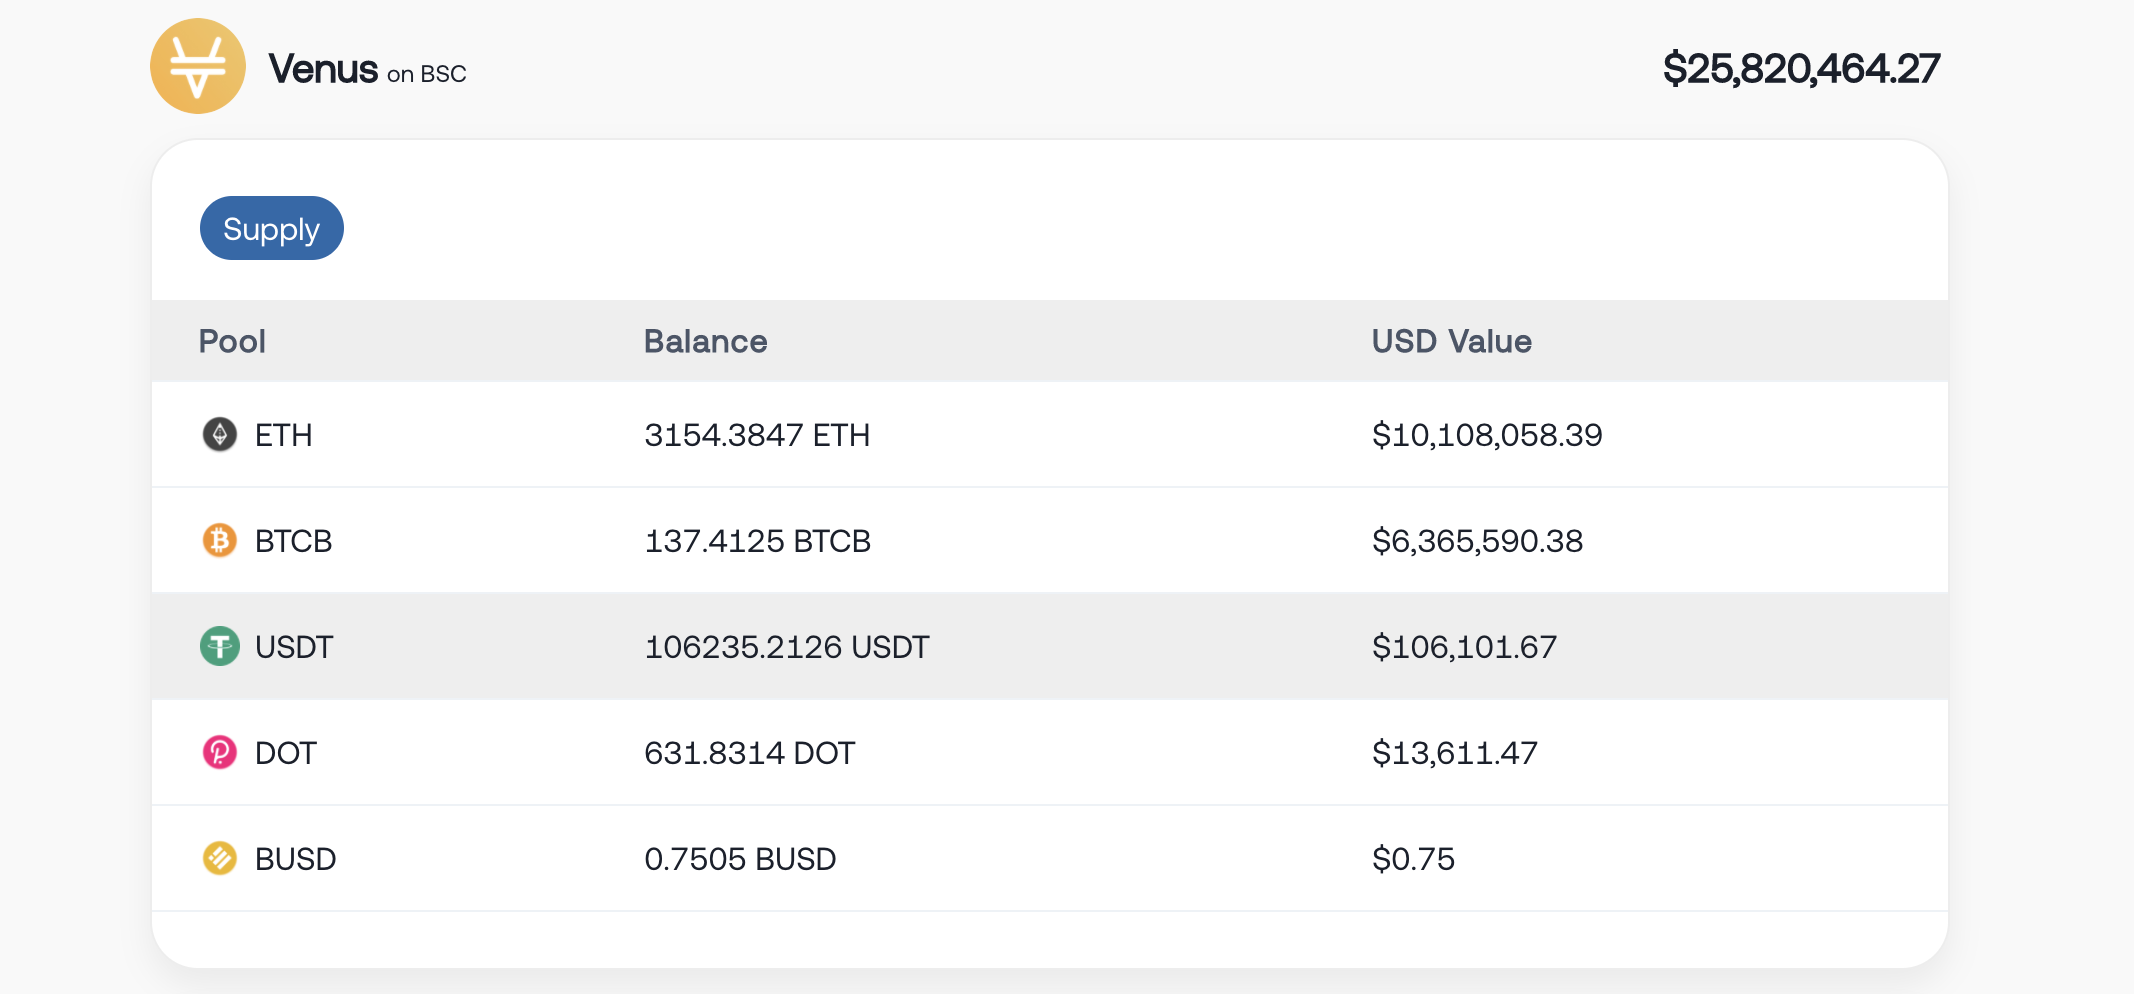 Venus on BSC $25,820,464.27
Supply
Pool Balance USD Value
ETH 3154.3847 ETH $10,108,058.39
BTCB 137.4125 BTCB $6,365,590.38
USDT 106235.2126 USDT $106,101.67
DOT 631.8314 DOT $13,611.47
BUSD 0.7505 BUSD $0.75